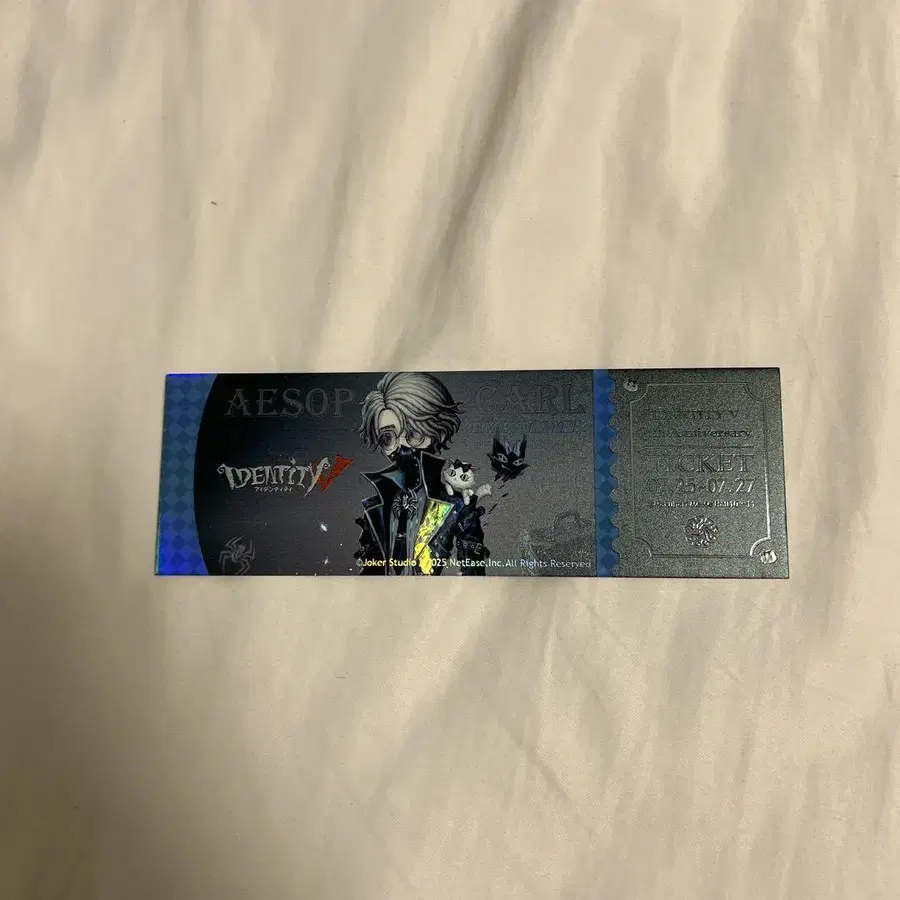 AESOP CARL
IDENTITY V
アイデンティティ
©Joker Studio 2025 NetEase.Inc.All Rights Reserved
IDENTITY V
Anniversary
TICKET
25-07.27